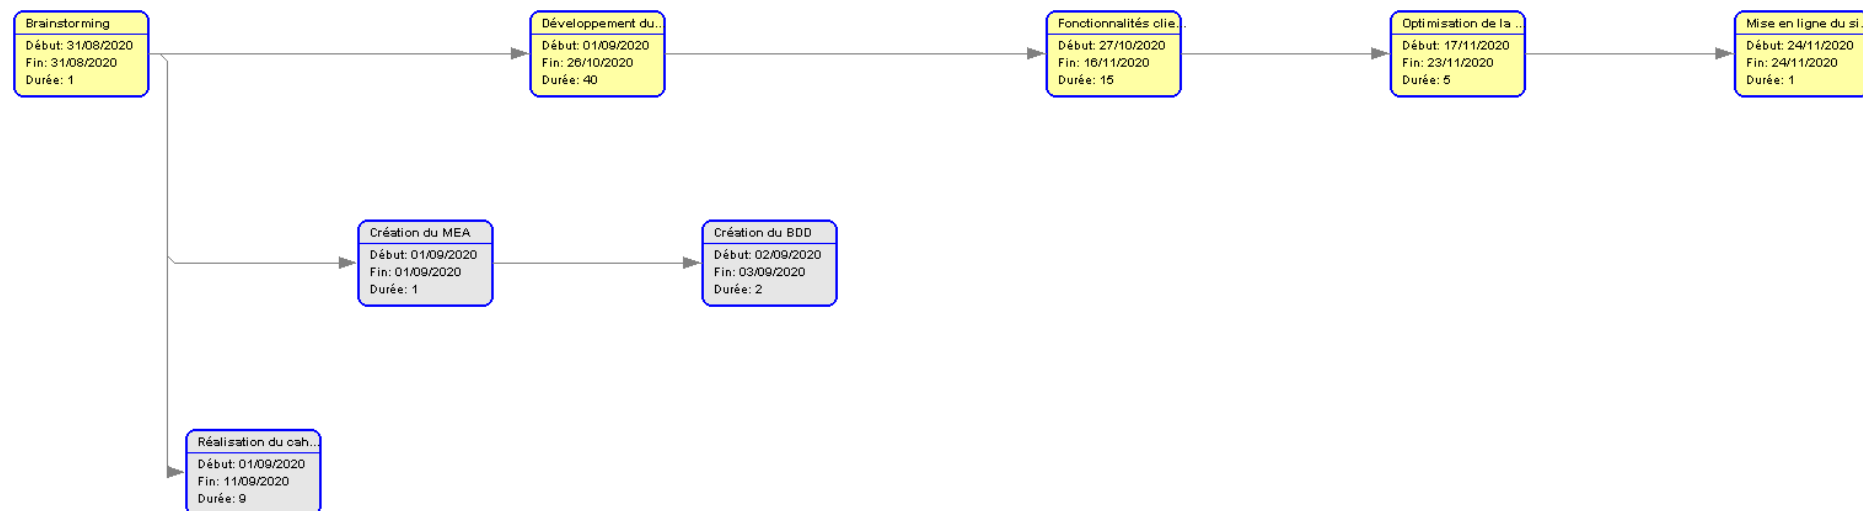 Brainstorming
Début: 31/08/2020
Fin: 31/08/2020
Durée: 1
Développement du...
Début: 01/09/2020
Fin: 26/10/2020
Durée: 40
Fonctionnalités clie...
Début: 27/10/2020
Fin: 16/11/2020
Durée: 15
Optimisation de la ...
Début: 17/11/2020
Fin: 23/11/2020
Durée: 5
Mise en ligne du si...
Début: 24/11/2020
Fin: 24/11/2020
Durée: 1
Création du MEA
Début: 01/09/2020
Fin: 01/09/2020
Durée: 1
Création du BDD
Début: 02/09/2020
Fin: 03/09/2020
Durée: 2
Réalisation du cah...
Début: 01/09/2020
Fin: 11/09/2020
Durée: 9